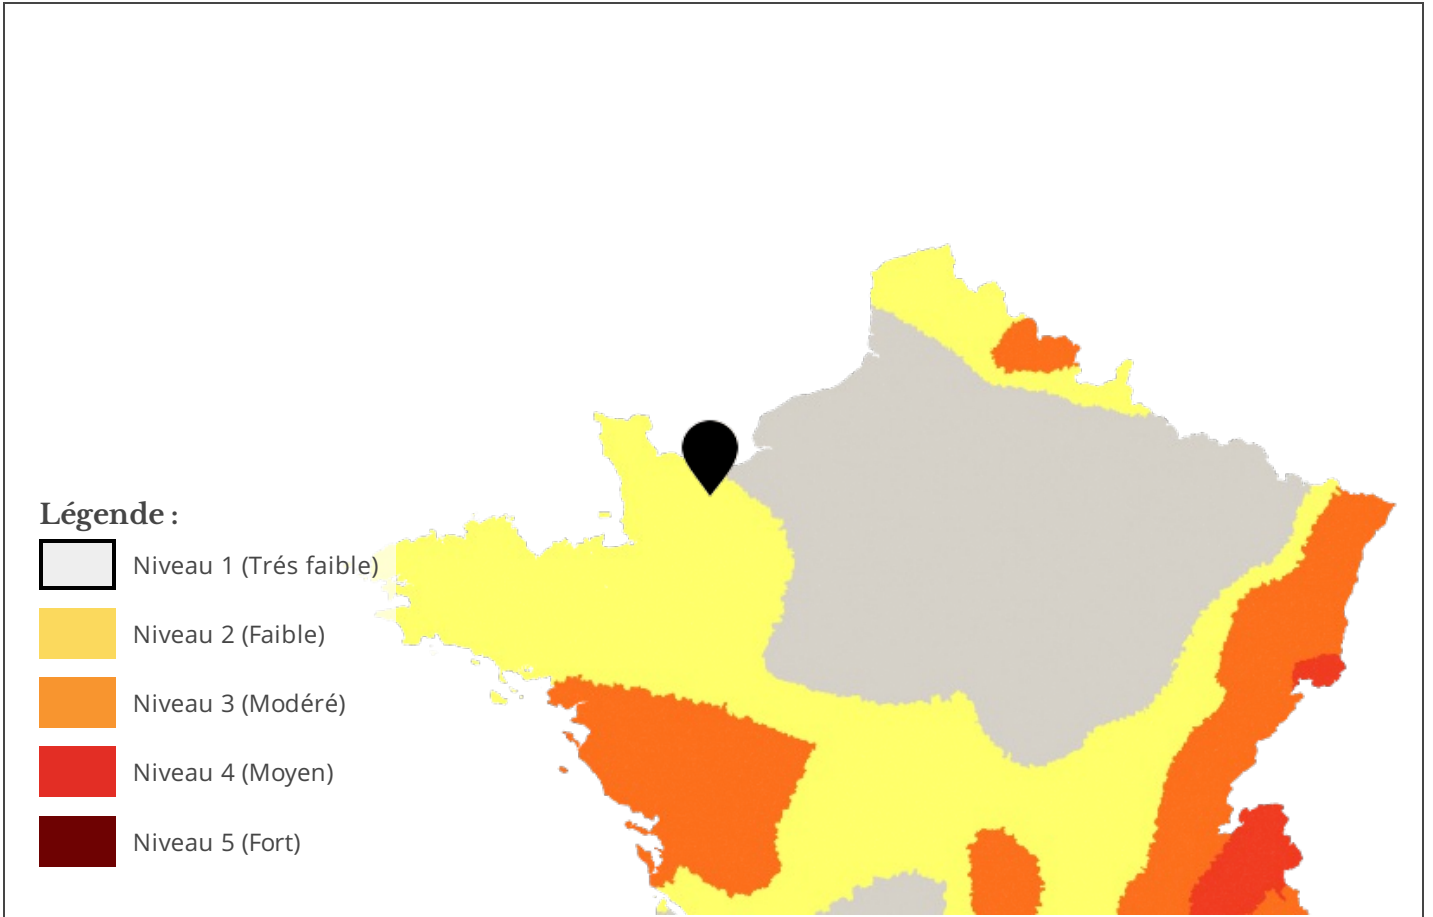 Légende :
Niveau 1 (Trés faible)
Niveau 2 (Faible)
Niveau 3 (Modéré)
Niveau 4 (Moyen)
Niveau 5 (Fort)